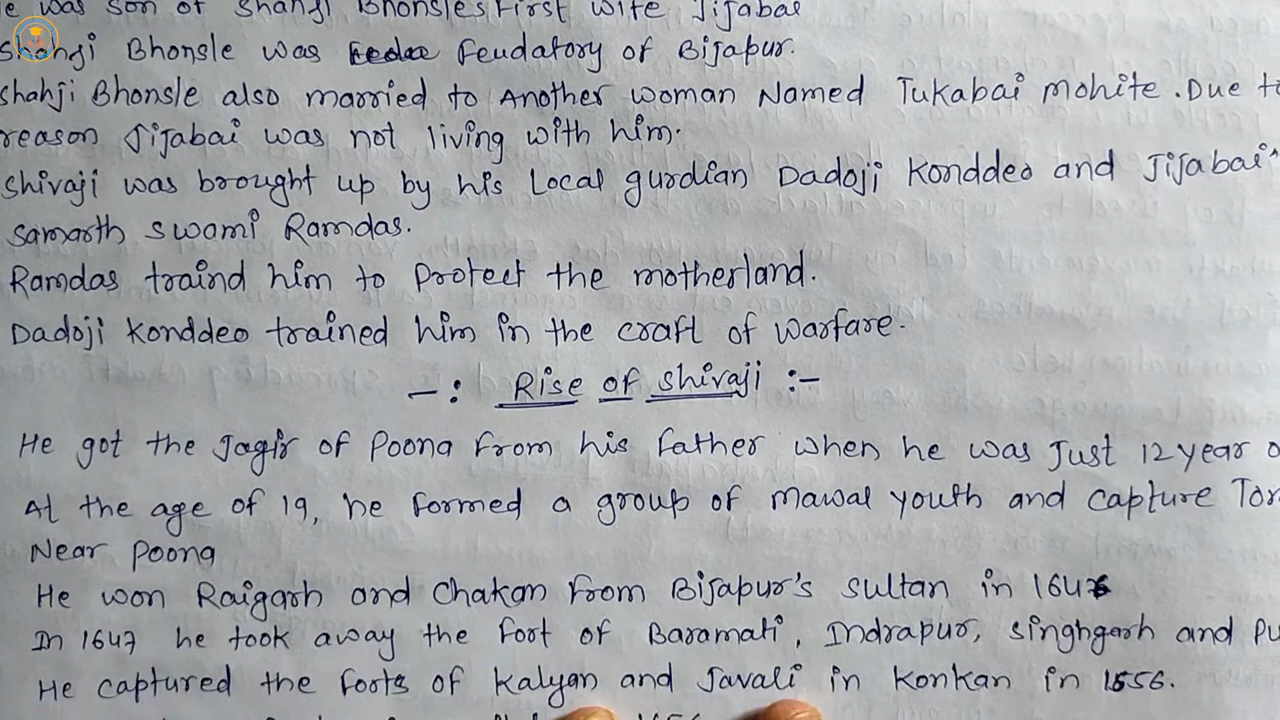 e was son of Shahji Bhonsle's First wife Jijabai
Shahji Bhonsle was Feudatory of Bijapur.
Shahji Bhonsle also married to Another woman Named Tukabai mohite. Due to
reason Jijabai was not living with him.
Shivaji was brought up by his Local gurdian Dadoji Konddeo and Jijabai's
Samarth Swami Ramdas.
Ramdas traind him to Protect the motherland.
Dadoji Konddeo trained him in the craft of warfare.
-: Rise of Shivaji :-
He got the Jagir of Poona From his Father when he was Just 12 year o
At the age of 19, he formed a group of mawal youth and capture Tor
Near Poona
He won Raigarh and Chakan From Bijapur's Sultan in 1646
In 1647 he took away the Fort of Baramati, Indrapur, Singhgarh and Pu
He captured the forts of Kalyan and Javali in Konkan in 1656.